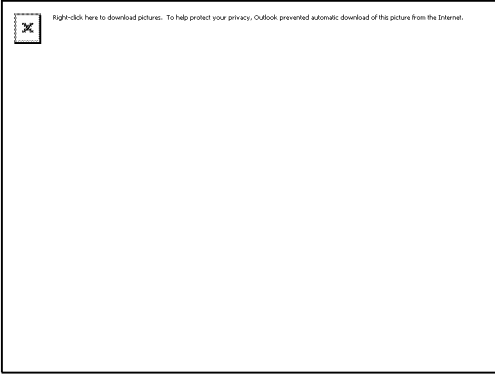 Right-click here to download pictures. To help protect your privacy, Outlook prevented automatic download of this picture from the Internet.